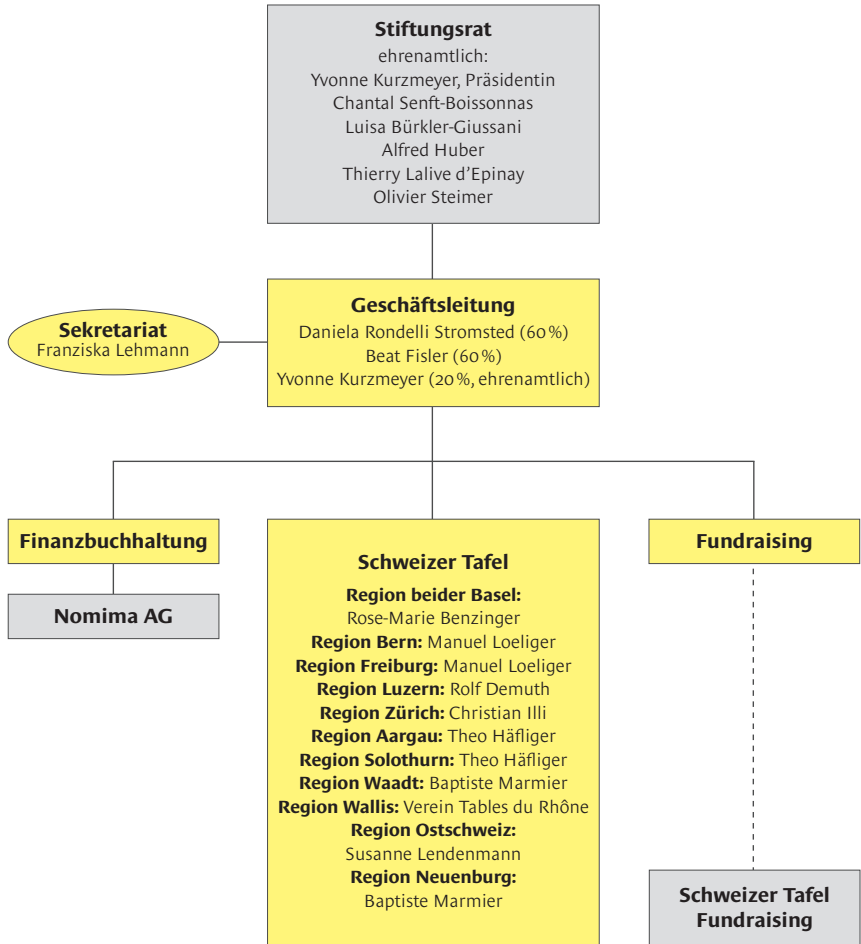 Stiftungsrat
ehrenamtlich:
Yvonne Kurzmeyer, Präsidentin
Chantal Senft-Boissonnas
Luisa Bürkler-Giussani
Alfred Huber
Thierry Lalive d’Epinay
Olivier Steimer
Geschäftsleitung
Daniela Rondelli Stromsted (60 %)
Beat Fisler (60 %)
Yvonne Kurzmeyer (20 %, ehrenamtlich)
Sekretariat
Franziska Lehmann
Finanzbuchhaltung
Nomima AG
Schweizer Tafel
Region beider Basel:
Rose-Marie Benzinger
Region Bern: Manuel Loeliger
Region Freiburg: Manuel Loeliger
Region Luzern: Rolf Demuth
Region Zürich: Christian Illi
Region Aargau: Theo Häfliger
Region Solothurn: Theo Häfliger
Region Waadt: Baptiste Marmier
Region Wallis: Verein Tables du Rhône
Region Ostschweiz:
Susanne Lendenmann
Region Neuenburg:
Baptiste Marmier
Fundraising
Schweizer Tafel
Fundraising